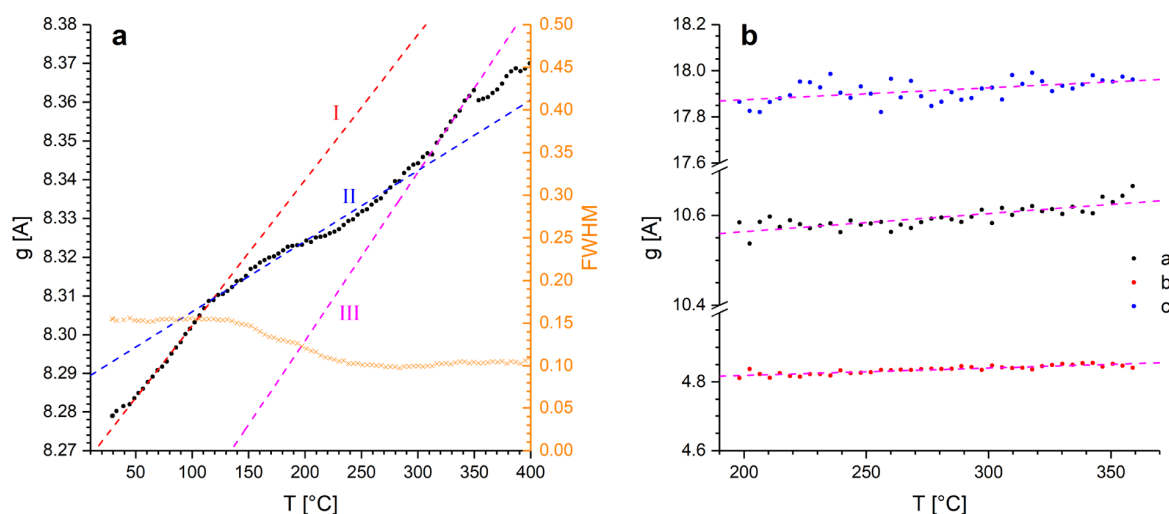 a
b
8.38
8.37
8.36
8.35
8.34
8.33
8.32
8.31
8.30
8.29
8.28
8.27
g [A]
I
II
III
0.50
0.45
0.40
0.35
0.30
0.25
0.20
0.15
0.10
0.05
0.00
FWHM
50 100 150 200 250 300 350 400
T [°C]
18.2
18.0
17.8
17.6
10.6
10.4
4.8
4.6
g [A]
a
b
c
200 250 300 350
T [°C]